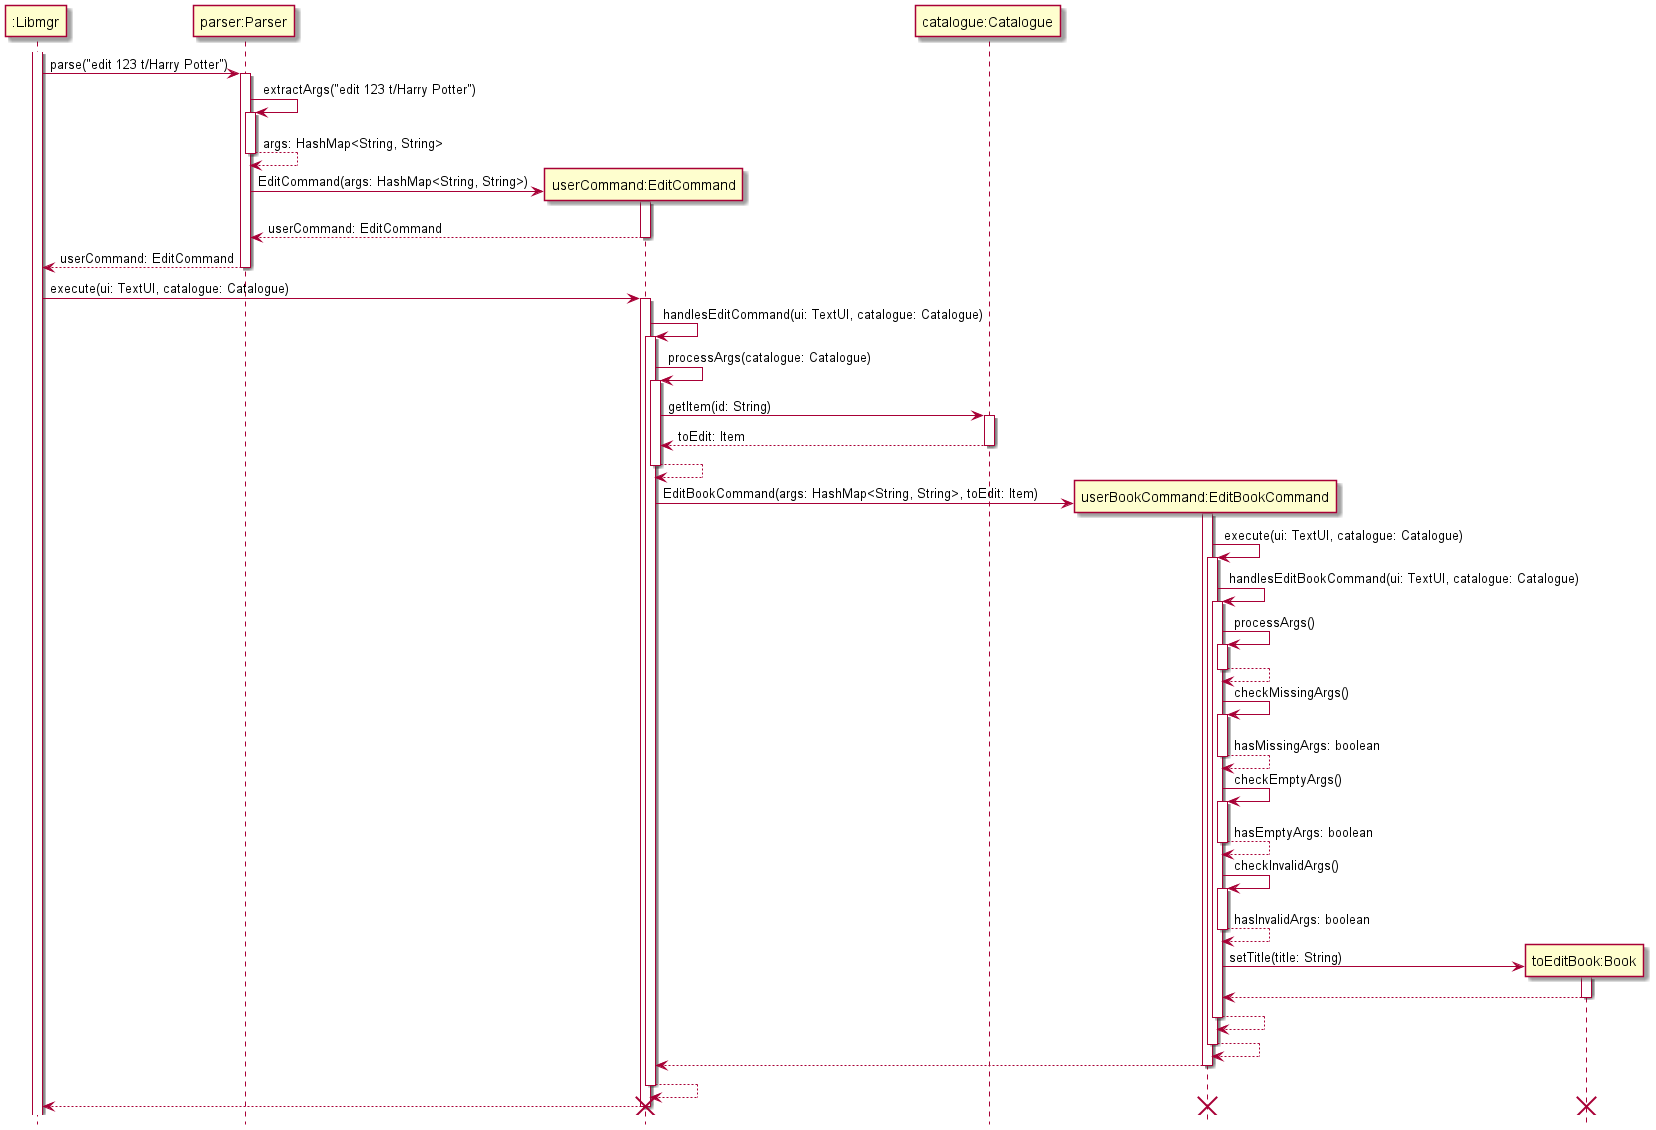 :Libmgr
parser:Parser
catalogue:Catalogue
parse("edit 123 t/Harry Potter")
extractArgs("edit 123 t/Harry Potter")
args: HashMap<String, String>
EditCommand(args: HashMap<String, String>)
userCommand:EditCommand
userCommand: EditCommand
userCommand: EditCommand
execute(ui: TextUI, catalogue: Catalogue)
handlesEditCommand(ui: TextUI, catalogue: Catalogue)
processArgs(catalogue: Catalogue)
getItem(id: String)
toEdit: Item
EditBookCommand(args: HashMap<String, String>, toEdit: Item)
userBookCommand:EditBookCommand
execute(ui: TextUI, catalogue: Catalogue)
handlesEditBookCommand(ui: TextUI, catalogue: Catalogue)
processArgs()
checkMissingArgs()
hasMissingArgs: boolean
checkEmptyArgs()
hasEmptyArgs: boolean
checkInvalidArgs()
hasInvalidArgs: boolean
setTitle(title: String)
toEditBook:Book